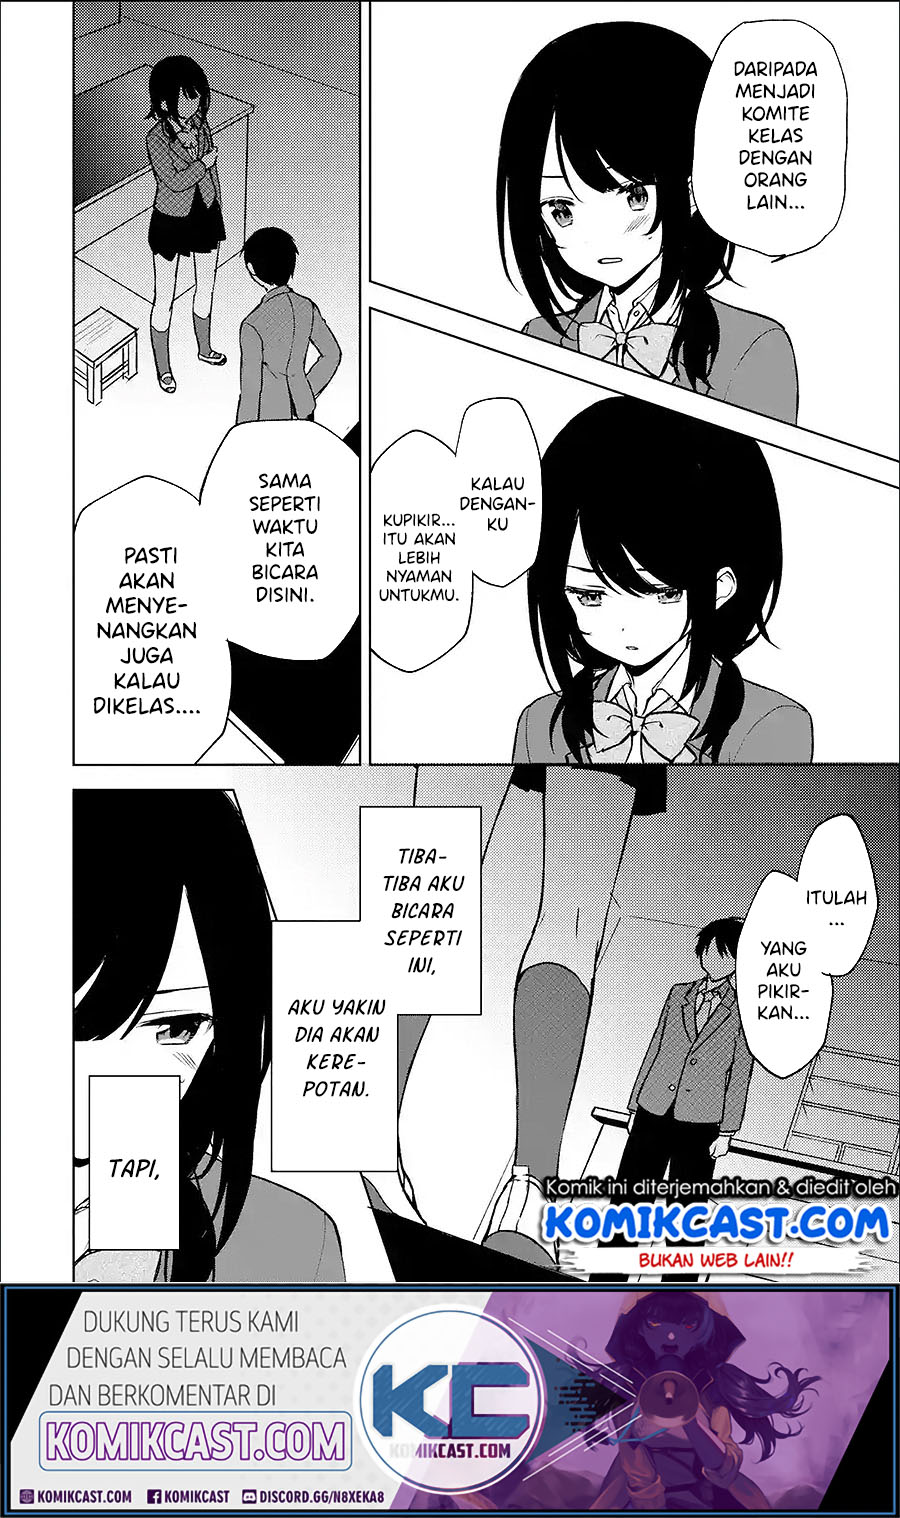 DARIPADA
MENJADI
KOMITE
KELAS
DENGAN
ORANG
LAIN...
KALAU
DENGAN-
KU
KUPIKIR...
ITU AKAN
LEBIH
NYAMAN
UNTUKMU.
SAMA
SEPERTI
WAKTU
KITA
BICARA
DISINI.
PASTI
AKAN
MENYE-
NANGKAN
JUGA
KALAU
DIKELAS....
ITULAH
...
YANG
AKU
PIKIR-
KAN...
TIBA-
TIBA AKU
BICARA
SEPERTI
INI,
AKU YAKIN
DIA AKAN
KERE-
POTAN.
TAPI,
Komik ini diterjemahkan & diedit oleh
KOMIKCAST.COM
BUKAN WEB LAIN!!
DUKUNG TERUS KAMI
DENGAN SELALU MEMBACA
DAN BERKOMENTAR DI
KOMIKCAST.COM
KC
KOMIKCAST.COM
KOMIKCAST.COM KOMIKCAST DISCORD.GG/N8XEKA8